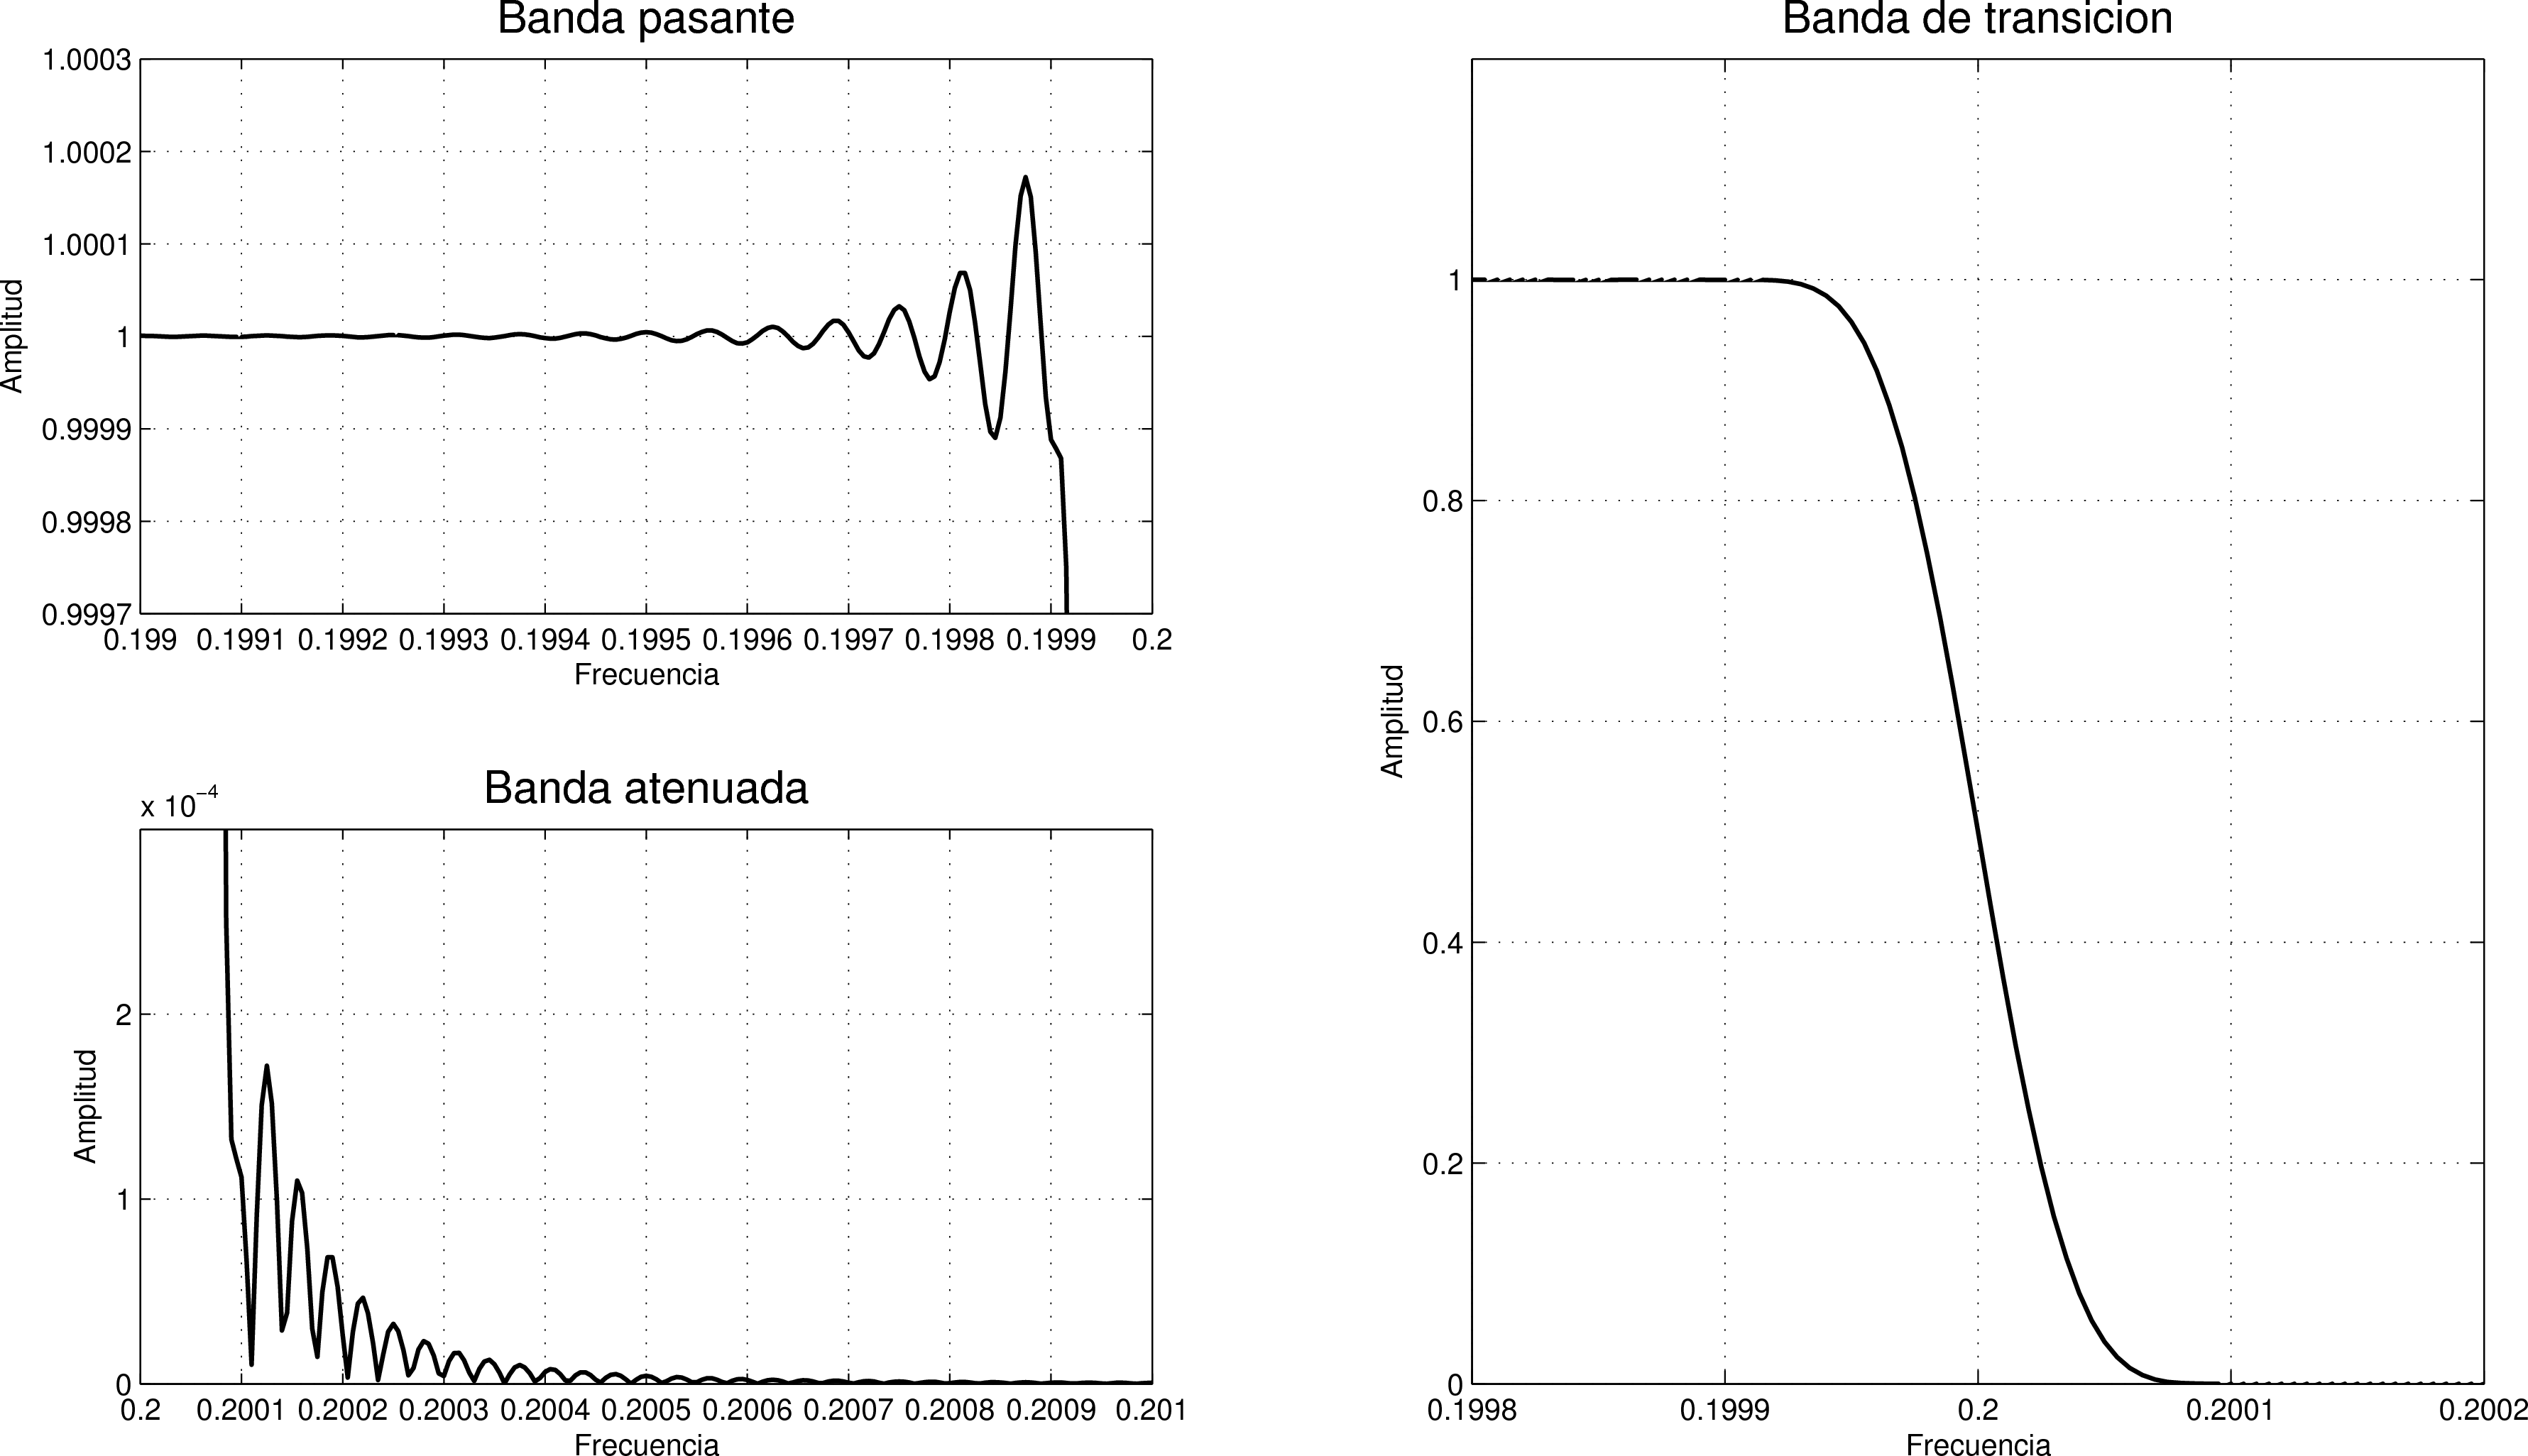 Banda pasante
1.0003
1.0002
1.0001
1
0.9999
0.9998
0.9997
Amplitud
0.199 0.1991 0.1992 0.1993 0.1994 0.1995 0.1996 0.1997 0.1998 0.1999 0.2
Frecuencia
Banda atenuada
x 10⁻⁴
2
1
0
Amplitud
0.2 0.2001 0.2002 0.2003 0.2004 0.2005 0.2006 0.2007 0.2008 0.2009 0.201
Frecuencia
Banda de transicion
1
0.8
0.6
0.4
0.2
0
Amplitud
0.1998 0.1999 0.2 0.2001 0.2002
Frecuencia